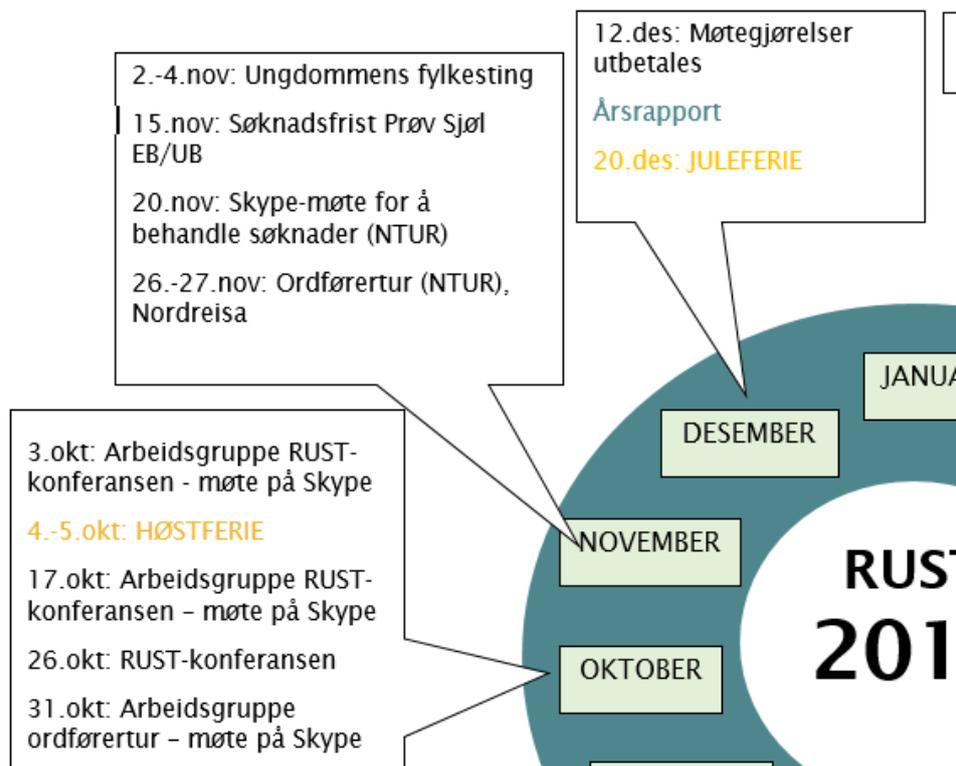 12.des: Møtegjørelser
utbetales
Årsrapport
20.des: JULEFERIE
2.-4.nov: Ungdommens fylkesting
15.nov: Søknadsfrist Prøv Sjøl
EB/UB
20.nov: Skype-møte for å
behandle søknader (NTUR)
26.-27.nov: Ordførertur (NTUR),
Nordreisa
3.okt: Arbeidsgruppe RUST-
konferansen - møte på Skype
4.-5.okt: HØSTFERIE
17.okt: Arbeidsgruppe RUST-
konferansen – møte på Skype
26.okt: RUST-konferansen
31.okt: Arbeidsgruppe
ordførertur – møte på Skype
DESEMBER
NOVEMBER
OKTOBER